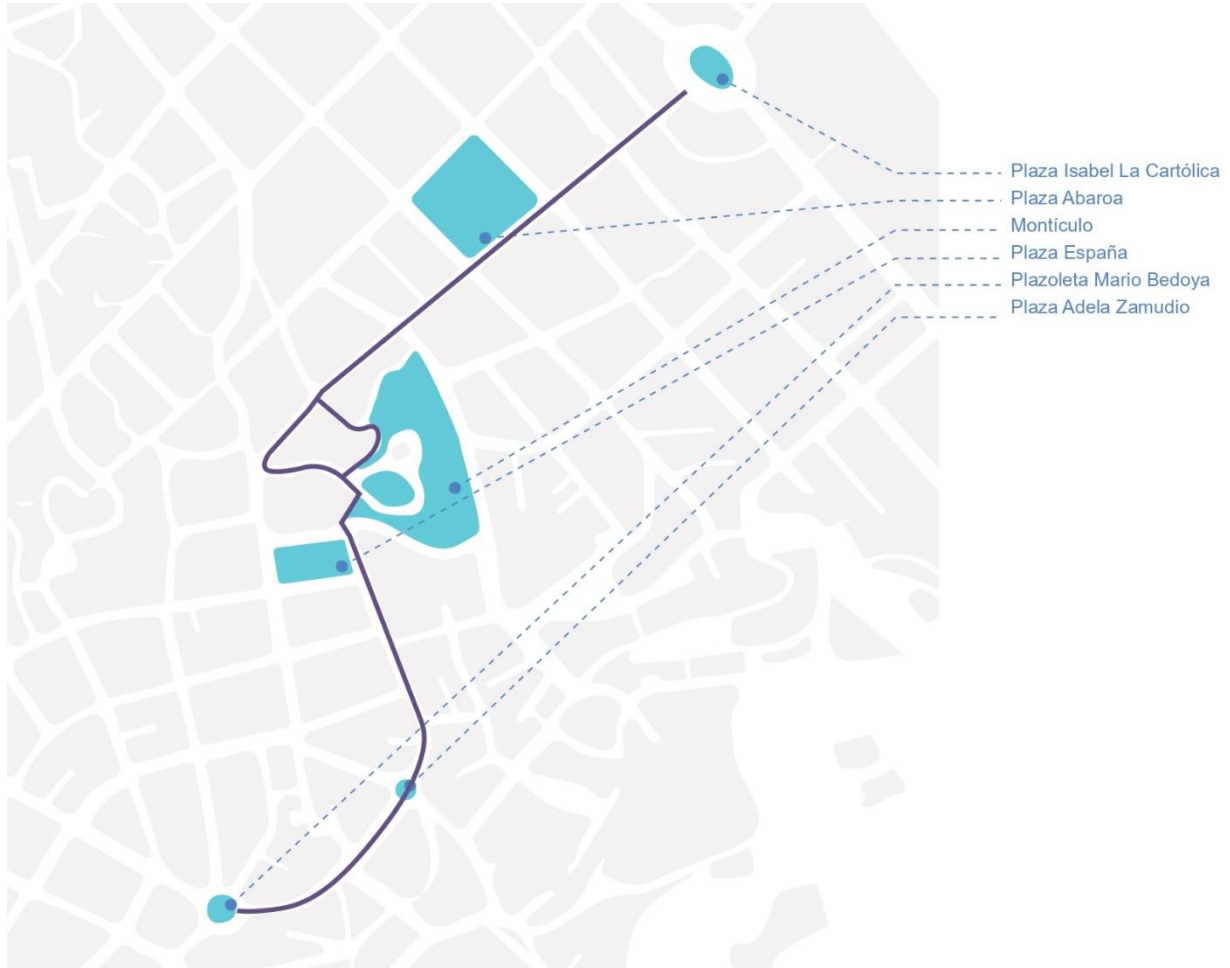 Plaza Isabel La Cartólica
Plaza Abaroa
Montículo
Plaza España
Plazoleta Mario Bedoya
Plaza Adela Zamudio